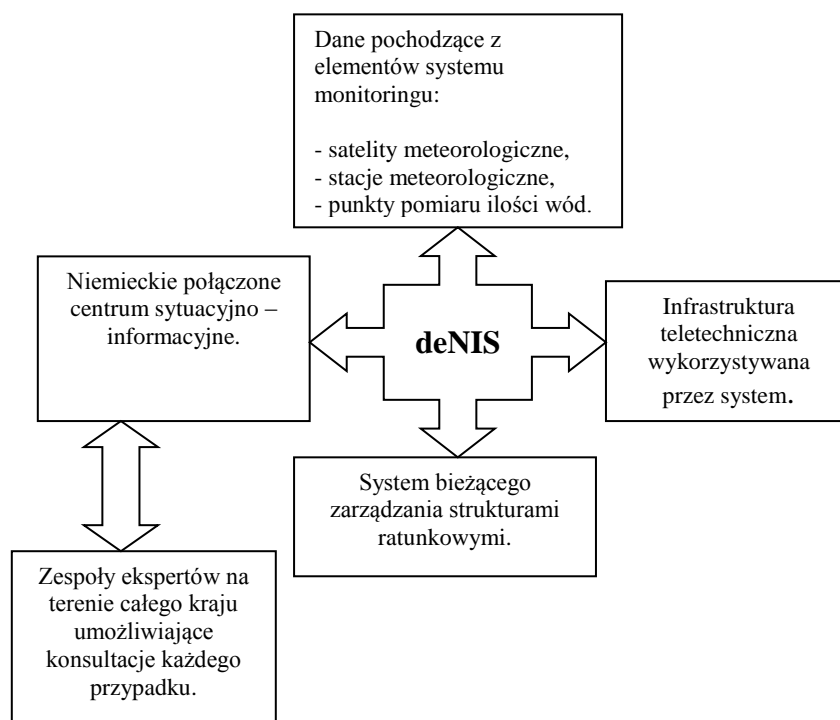 Dane pochodzące z
elementów systemu
monitoringu:
- satelity meteorologiczne,
- stacje meteorologiczne,
- punkty pomiaru ilości wód.
Niemieckie połączone
centrum sytuacyjno –
informacyjne.
deNIS
Infrastruktura
teletechniczna
wykorzystywana
przez system.
System bieżącego
zarządzania strukturami
ratunkowymi.
Zespoły ekspertów na
terenie całego kraju
umożliwiające
konsultacje każdego
przypadku.